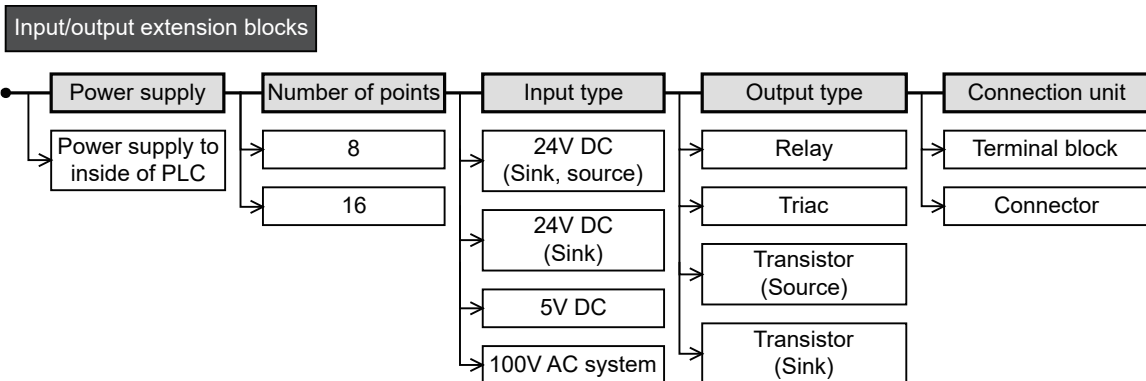 Input/output extension blocks
Power supply
Number of points
Input type
Output type
Connection unit
Power supply to
inside of PLC
8
16
24V DC
(Sink, source)
24V DC
(Sink)
5V DC
100V AC system
Relay
Triac
Transistor
(Source)
Transistor
(Sink)
Terminal block
Connector